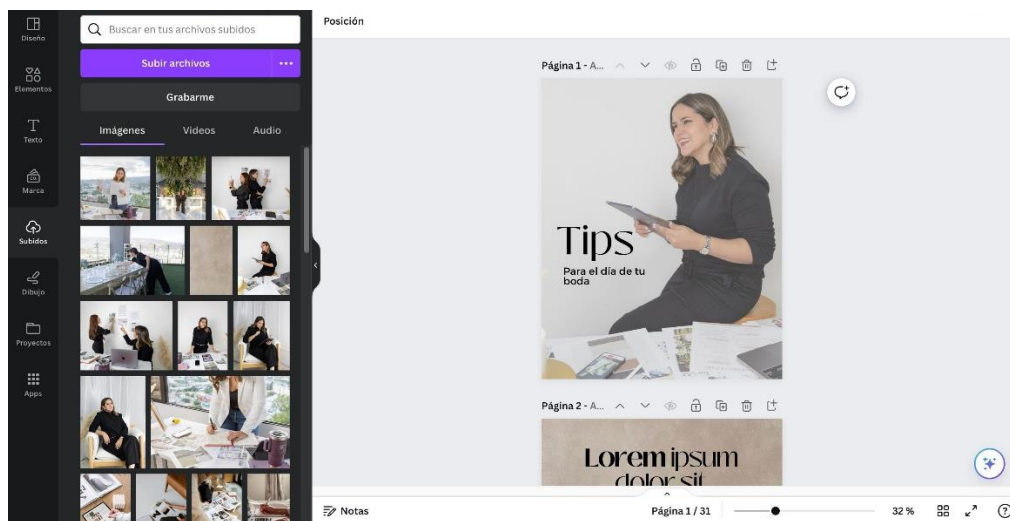 Diseño
Elementos
Texto
Marca
Subidos
Dibujo
Proyectos
Apps
Buscar en tus archivos subidos
Subir archivos
Grabarme
Imágenes Videos Audio
Posición
Página 1 - A...
Tips
Para el día de tu
boda
Página 2 - A...
Lorem ipsum
dolor sit
Notas
Página 1 / 31
32 %